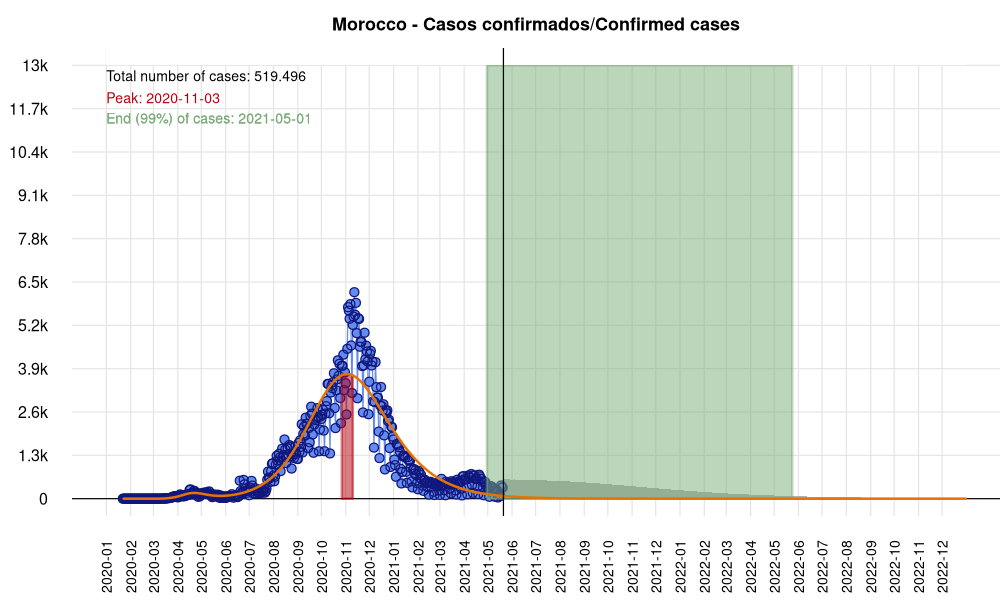 Morocco - Casos confirmados/Confirmed cases
Total number of cases: 519.496
Peak: 2020-11-03
End (99%) of cases: 2021-05-01
13k
11.7k
10.4k
9.1k
7.8k
6.5k
5.2k
3.9k
2.6k
1.3k
0
2020-01
2020-02
2020-03
2020-04
2020-05
2020-06
2020-07
2020-08
2020-09
2020-10
2020-11
2020-12
2021-01
2021-02
2021-03
2021-04
2021-05
2021-06
2021-07
2021-08
2021-09
2021-10
2021-11
2021-12
2022-01
2022-02
2022-03
2022-04
2022-05
2022-06
2022-07
2022-08
2022-09
2022-10
2022-11
2022-12